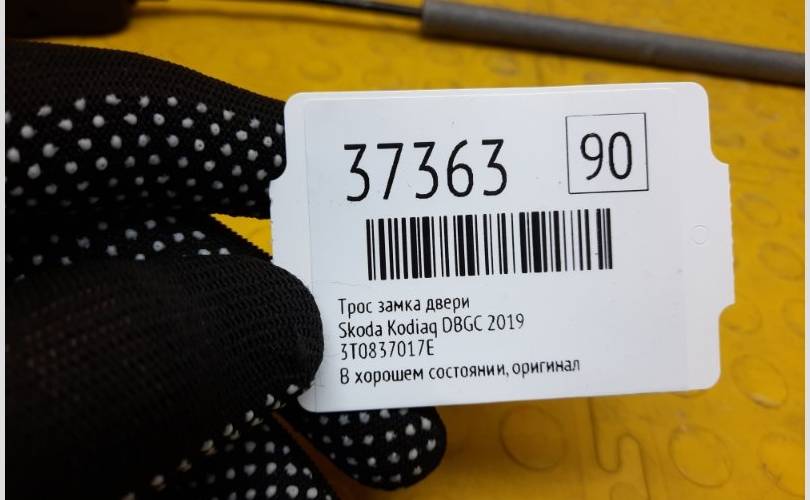 37363
90
Трос замка двери
Skoda Kodiaq DBGC 2019
3T0837017E
В хорошем состоянии, оригинал